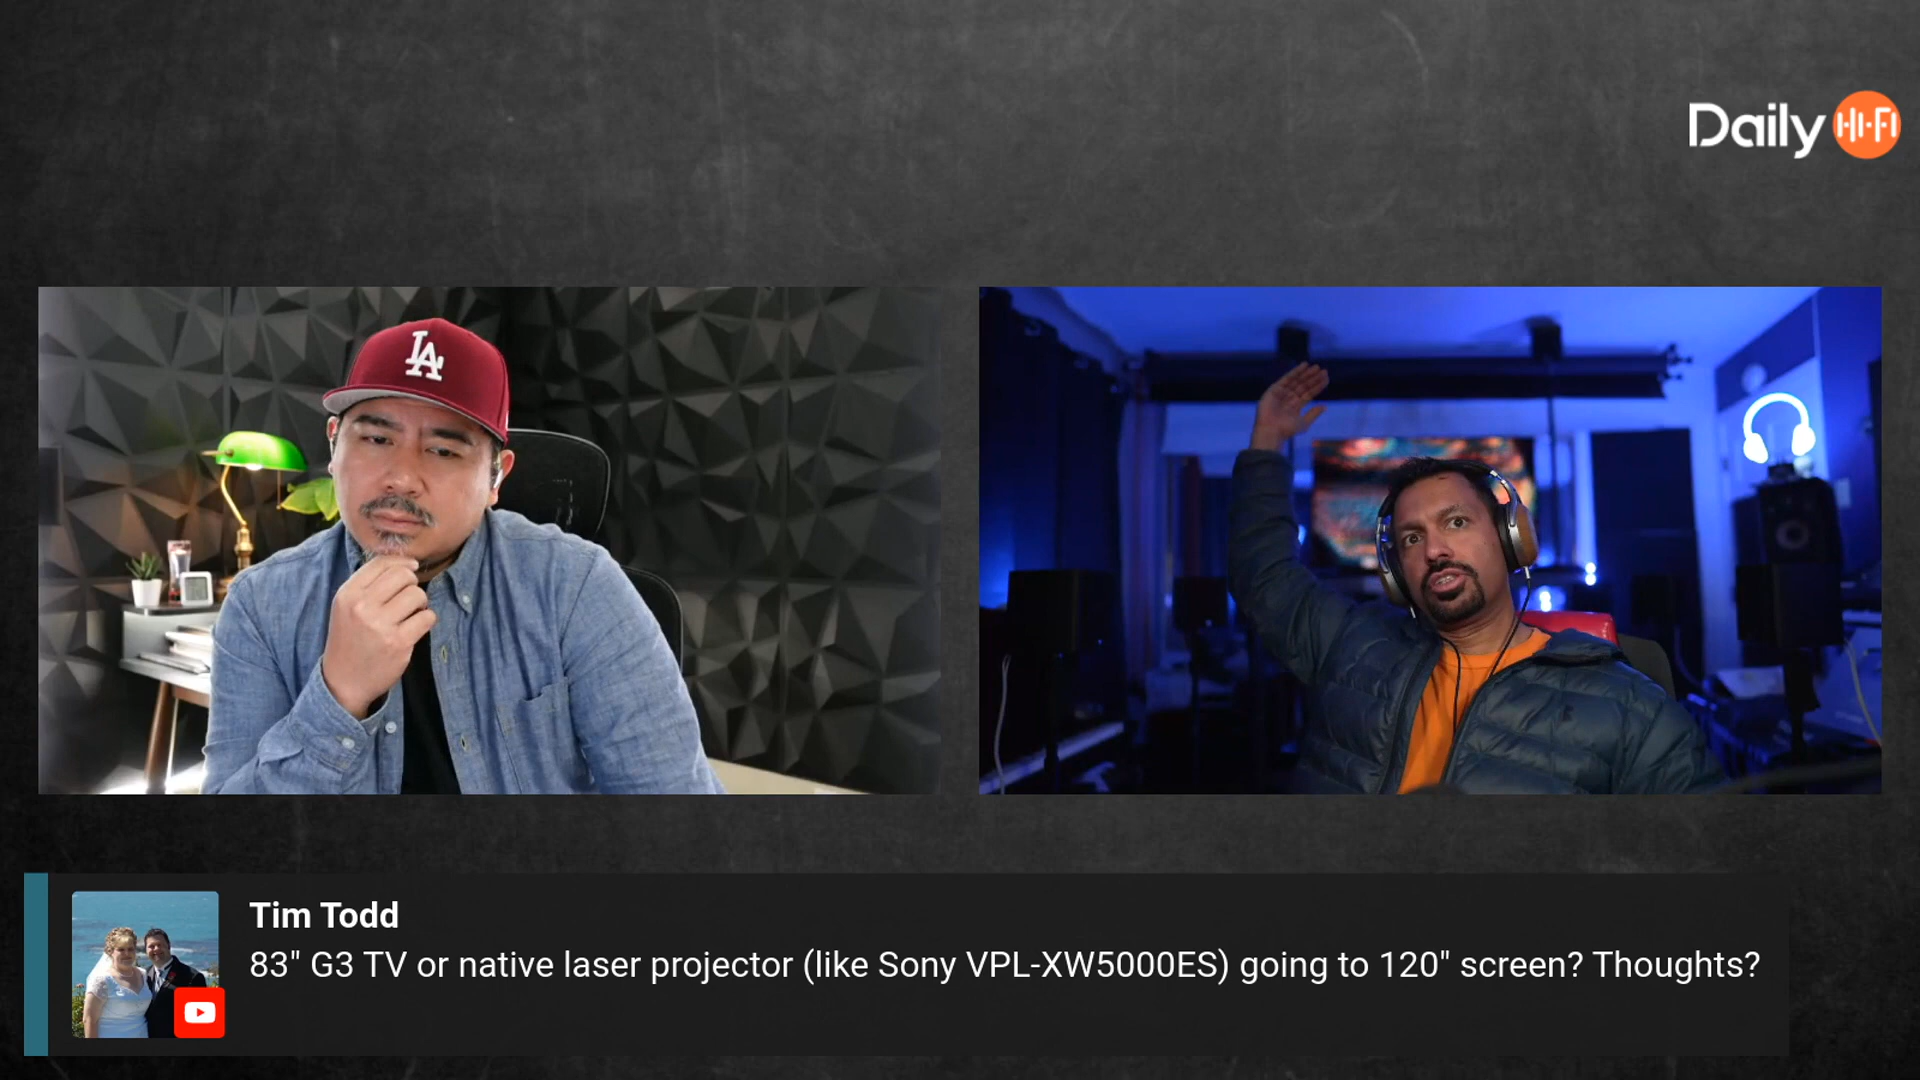 Daily HI-FI
LA
Tim Todd
83" G3 TV or native laser projector (like Sony VPL-XW5000ES) going to 120" screen? Thoughts?